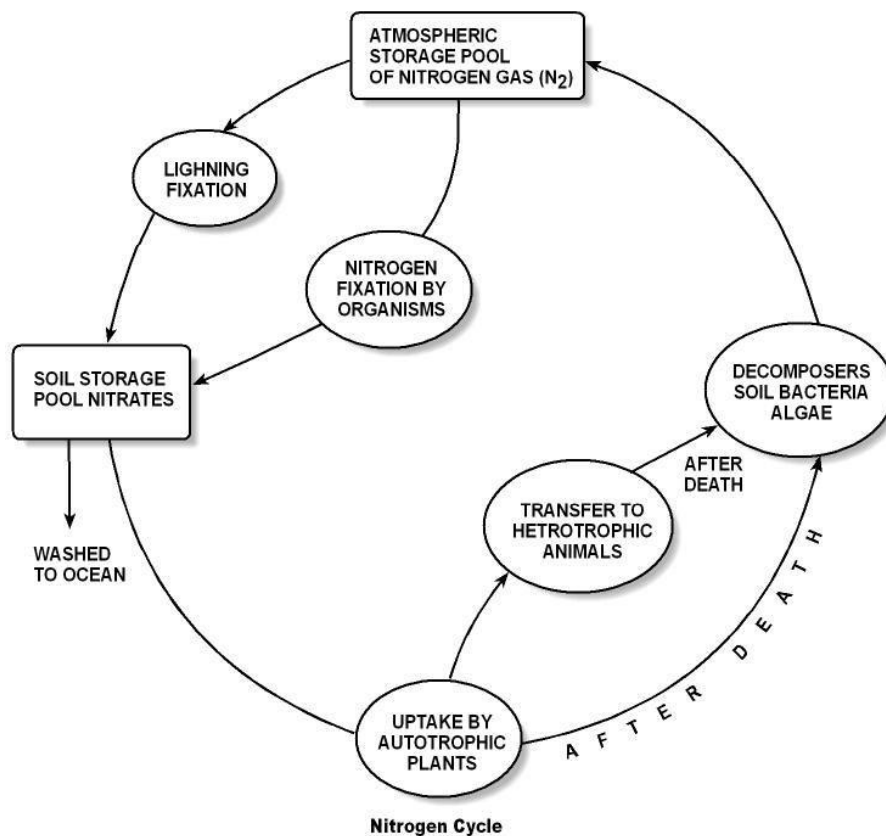 ATMOSPHERIC
STORAGE POOL
OF NITROGEN GAS (N2)
LIGHNING
FIXATION
NITROGEN
FIXATION BY
ORGANISMS
SOIL STORAGE
POOL NITRATES
DECOMPOSERS
SOIL BACTERIA
ALGAE
AFTER
DEATH
TRANSFER TO
HETROTROPHIC
ANIMALS
WASHED
TO OCEAN
AFTER DEATH
UPTAKE BY
AUTOTROPHIC
PLANTS
Nitrogen Cycle